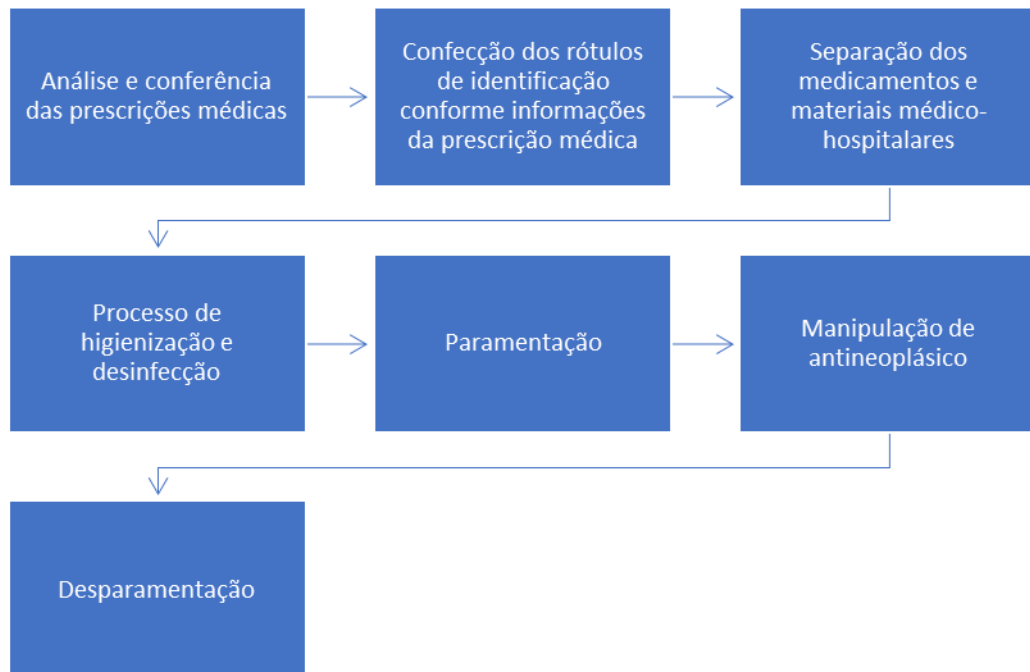 Análise e conferência
das prescrições médicas
Confecção dos rótulos
de identificação
conforme informações
da prescrição médica
Separação dos
medicamentos e
materiais médico-
hospitalares
Processo de
higienização e
desinfecção
Paramentação
Manipulação de
antineoplásico
Desparamentação